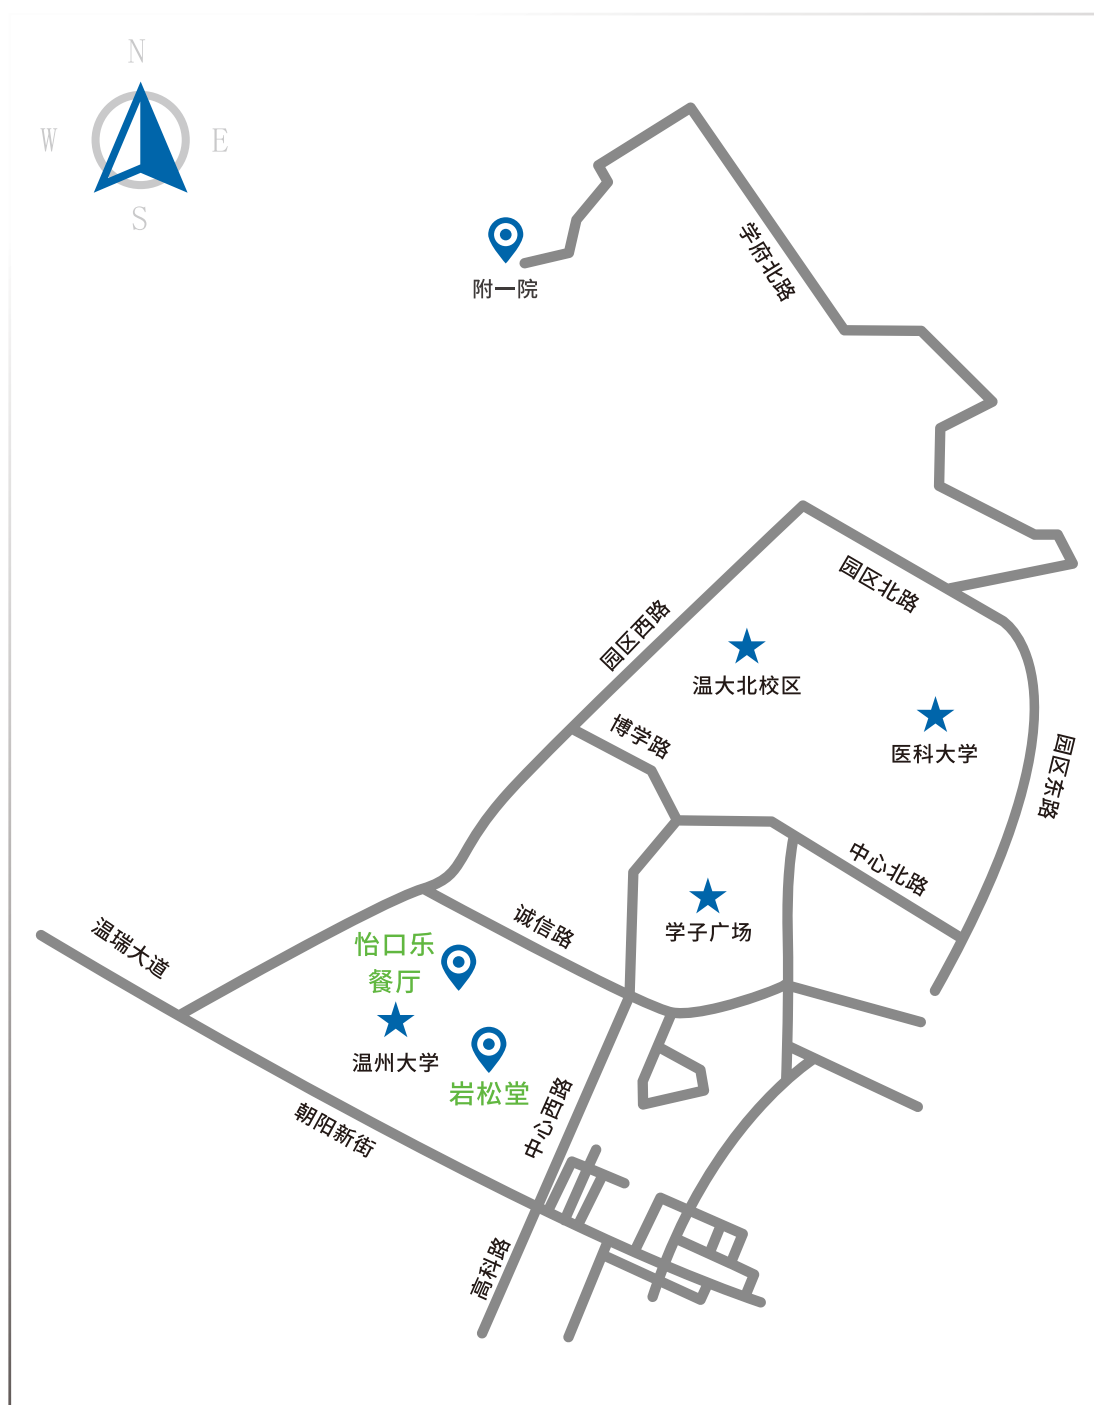 N
W
E
S
学府北路
附一院
园区北路
园区西路
温大北校区
博学路
医科大学
园区东路
中心北路
诚信路
学子广场
温瑞大道
怡口乐
餐厅
温州大学
岩松堂
朝阳新街
中心西路
高科路